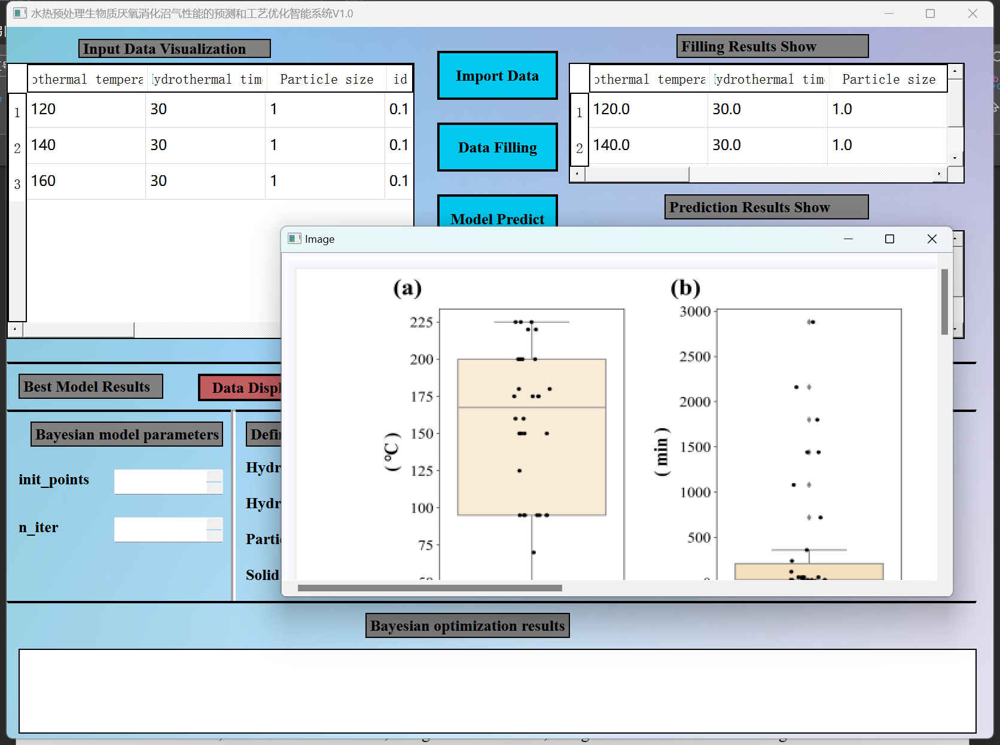 水热预处理生物质厌氧消化沼气性能的预测和工艺优化智能系统V1.0
Input Data Visualization
othermal tempera Hydrothermal tim Particle size id
1 120 30 1 0.1
2 140 30 1 0.1
3 160 30 1 0.1
Import Data
Data Filling
Model Predict
Filling Results Show
othermal tempera Hydrothermal tim Particle size
1 120.0 30.0 1.0
2 140.0 30.0 1.0
Prediction Results Show
Image
(a)
225
200
175
150
125
100
75
(℃)
(b)
3000
2500
2000
1500
1000
500
(min)
Best Model Results
Data Displ
Bayesian model parameters
init_points
n_iter
Defin
Hydr
Hydr
Partic
Solid
Bayesian optimization results